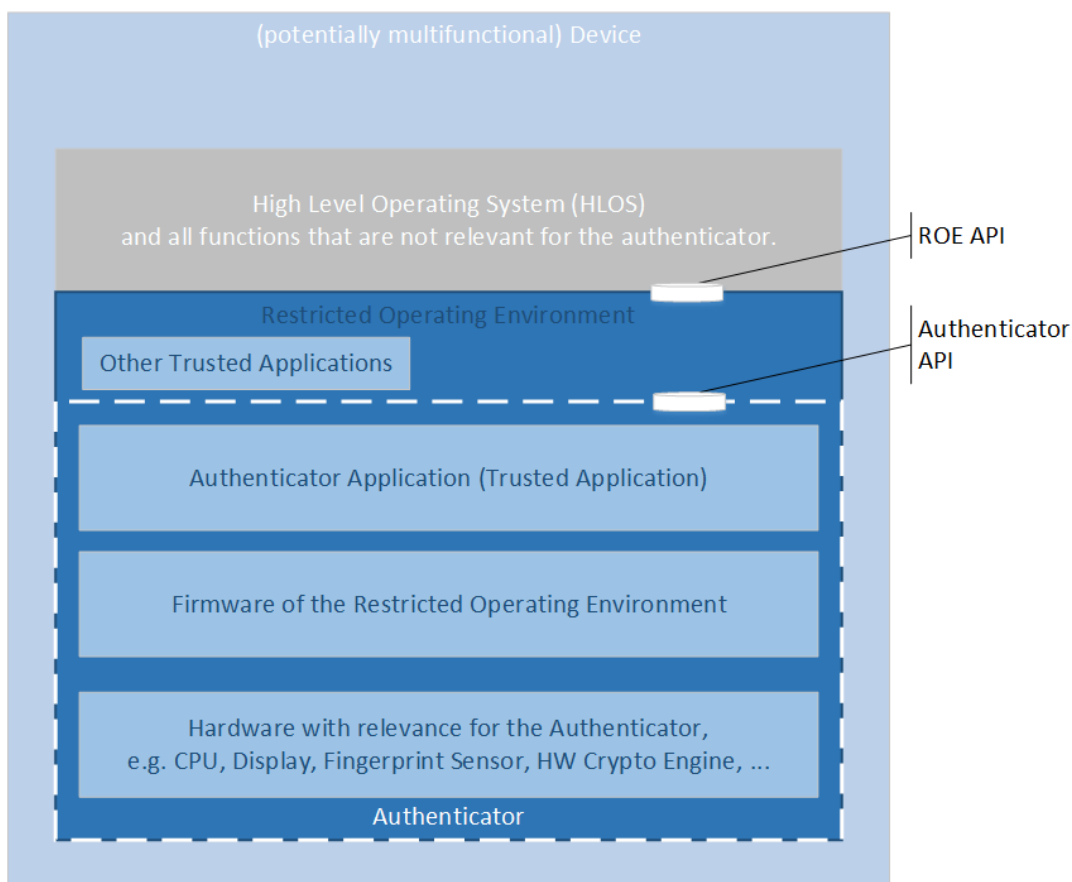 (potentially multifunctional) Device
High Level Operating System (HLOS)
and all functions that are not relevant for the authenticator.
ROE API
Restricted Operating Environment
Authenticator
API
Other Trusted Applications
Authenticator Application (Trusted Application)
Firmware of the Restricted Operating Environment
Hardware with relevance for the Authenticator,
e.g. CPU, Display, Fingerprint Sensor, HW Crypto Engine, ...
Authenticator